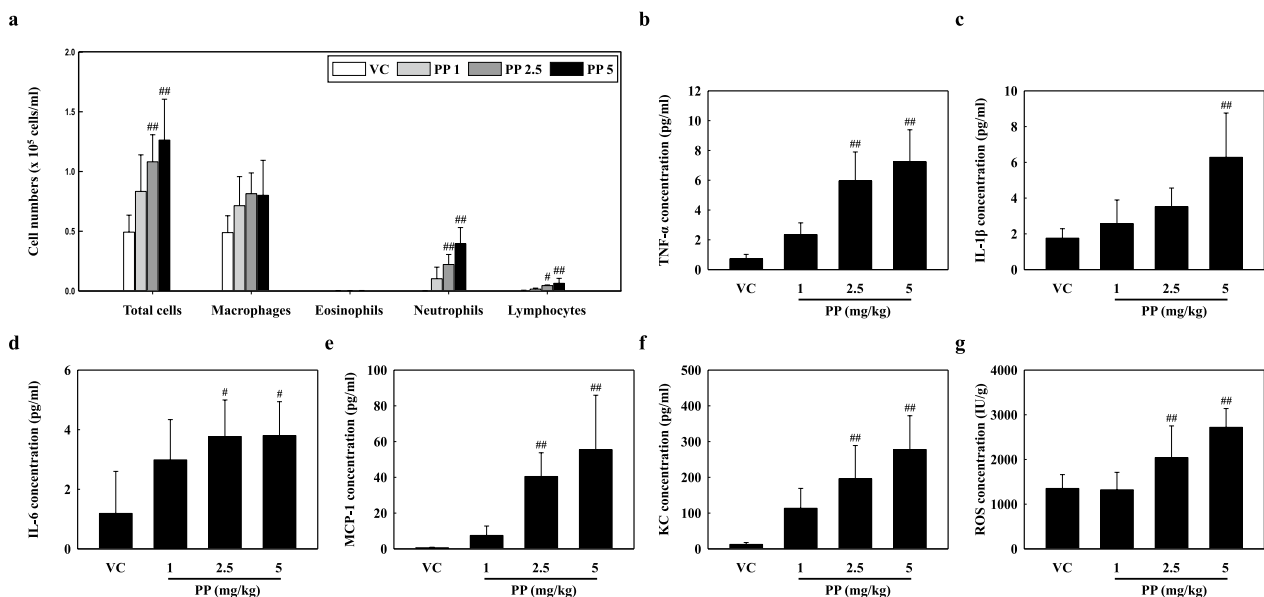 a
Cell numbers (x 10⁵ cells/ml)
2.0
1.5
1.0
0.5
0.0
VC PP 1 PP 2.5 PP 5
## ##
## ##
# ##
Total cells Macrophages Eosinophils Neutrophils Lymphocytes
b
TNF-α concentration (pg/ml)
12
10
8
6
4
2
0
## ##
VC 1 2.5 5
PP (mg/kg)
c
IL-1β concentration (pg/ml)
10
8
6
4
2
0
##
VC 1 2.5 5
PP (mg/kg)
d
IL-6 concentration (pg/ml)
6
4
2
0
# #
VC 1 2.5 5
PP (mg/kg)
e
MCP-1 concentration (pg/ml)
100
80
60
40
20
0
## ##
VC 1 2.5 5
PP (mg/kg)
f
KC concentration (pg/ml)
500
400
300
200
100
0
## ##
VC 1 2.5 5
PP (mg/kg)
g
ROS concentration (IU/g)
4000
3000
2000
1000
0
## ##
VC 1 2.5 5
PP (mg/kg)